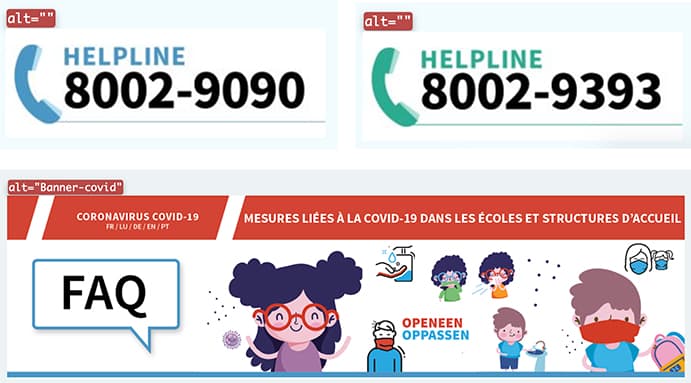 alt=""
HELPLINE
8002-9090
alt=""
HELPLINE
8002-9393
alt="Banner-covid"
CORONAVIRUS COVID-19
FR / LU / DE / EN / PT
MESURES LIÉES À LA COVID-19 DANS LES ÉCOLES ET STRUCTURES D'ACCUEIL
FAQ
OPENEEN
OPPASSEN